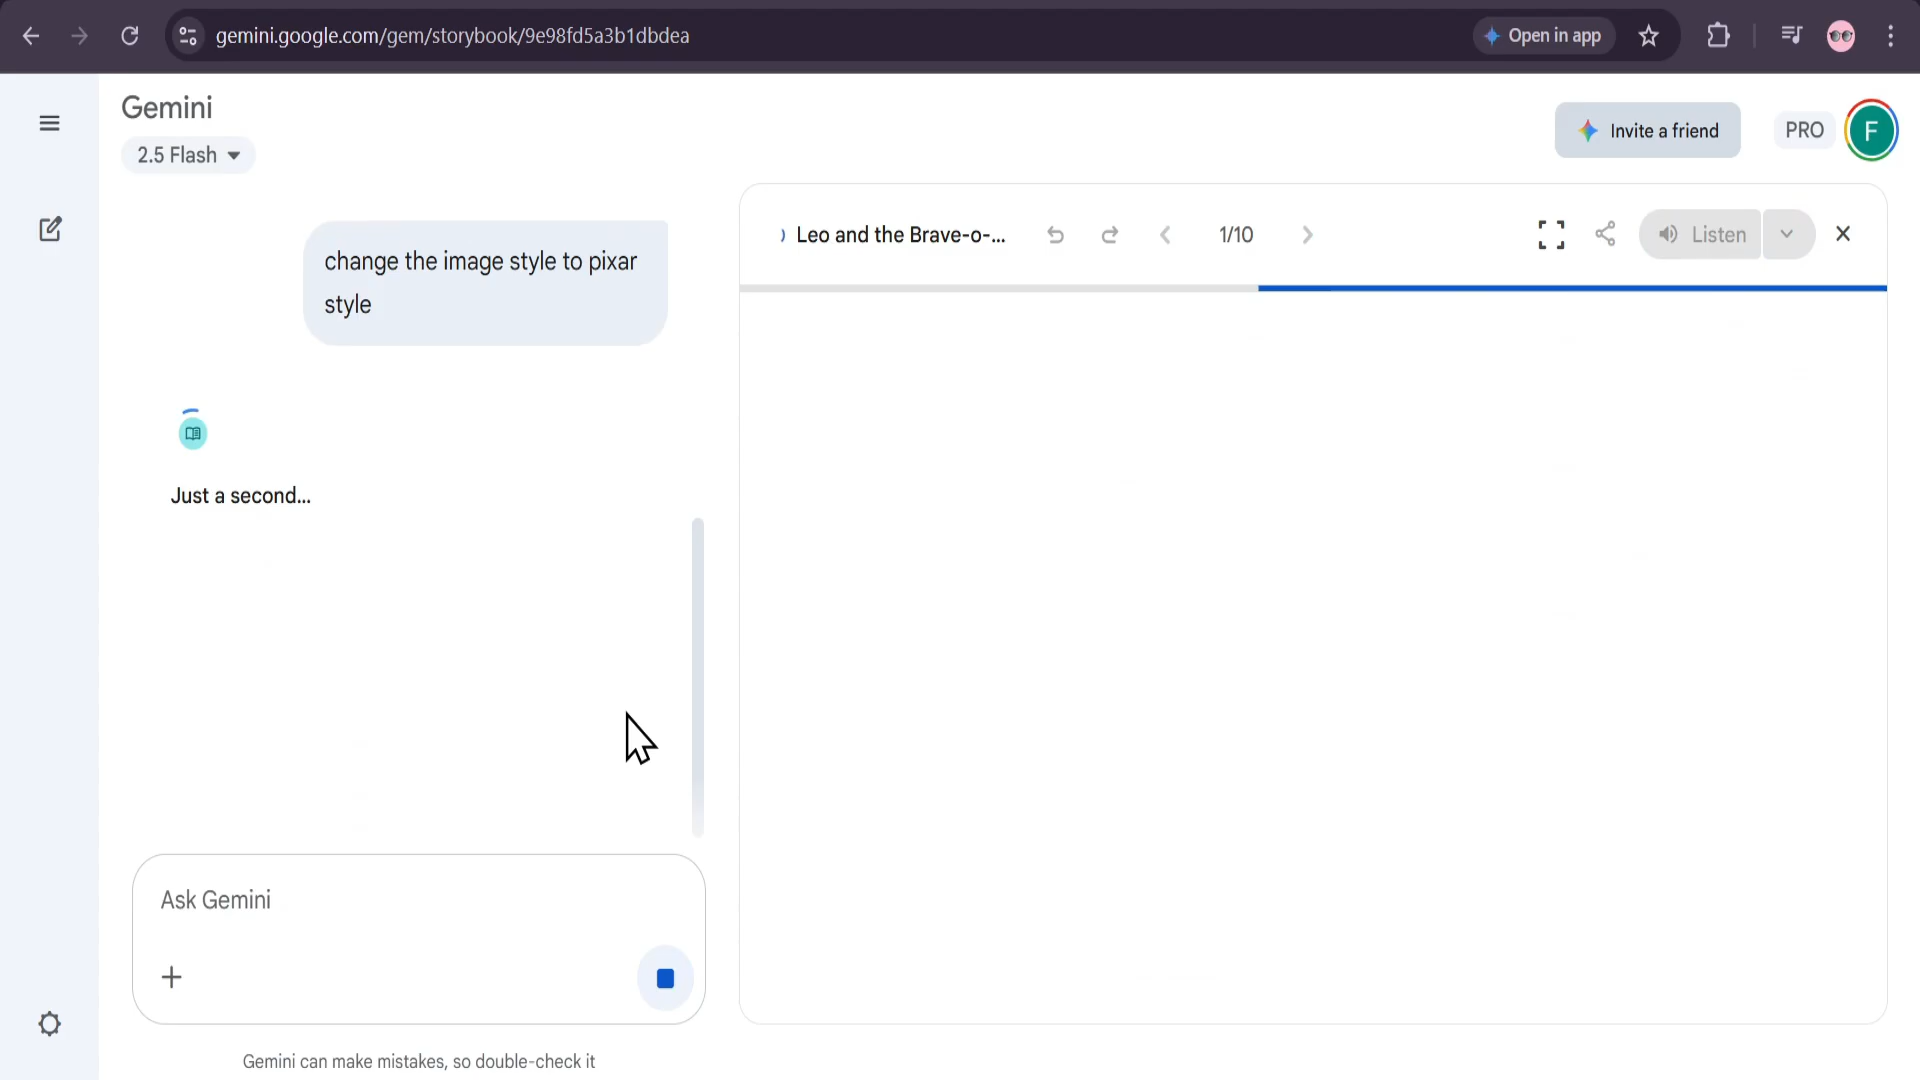 gemini.google.com/gem/storybook/9e98fd5a3b1dbdea
Open in app
Gemini
2.5 Flash
Invite a friend
PRO
F
change the image style to pixar
style
Just a second...
Ask Gemini
Gemini can make mistakes, so double-check it
Leo and the Brave-o-...
1/10
Listen